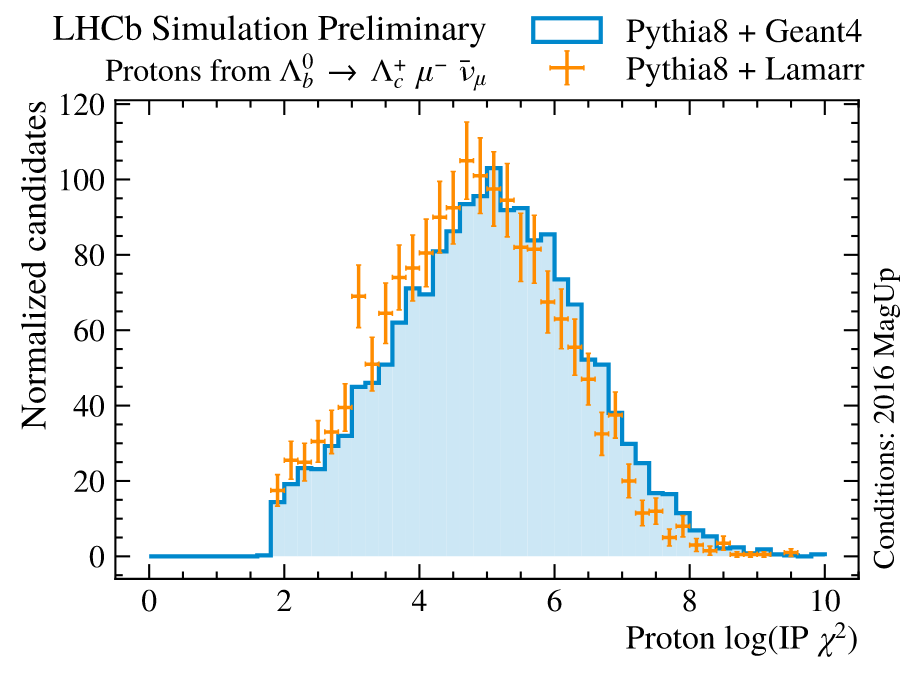 LHCb Simulation Preliminary
Protons from Λ_b^0 → Λ_c^+ μ^- ν̄_μ
Pythia8 + Geant4
Pythia8 + Lamarr
Normalized candidates
120
100
80
60
40
20
0
0 2 4 6 8 10
Proton log(IP χ²)
Conditions: 2016 MagUp